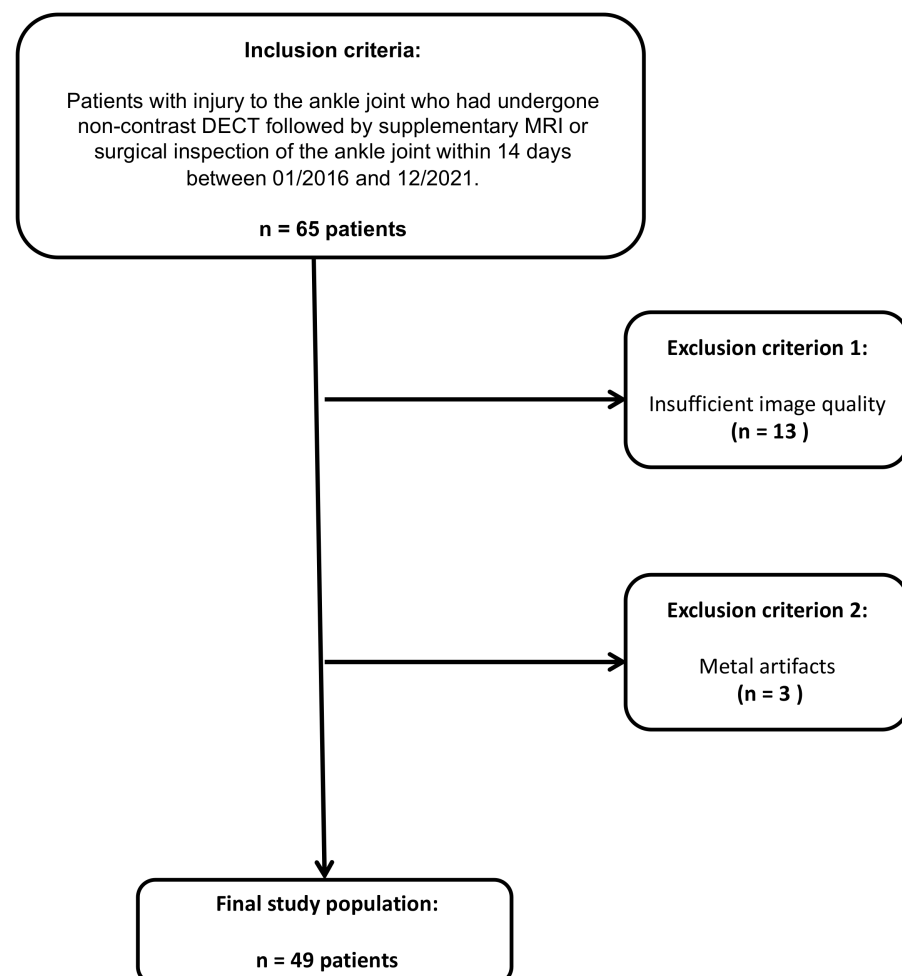 Inclusion criteria:
Patients with injury to the ankle joint who had undergone
non-contrast DECT followed by supplementary MRI or
surgical inspection of the ankle joint within 14 days
between 01/2016 and 12/2021.
n = 65 patients
Exclusion criterion 1:
Insufficient image quality
(n = 13 )
Exclusion criterion 2:
Metal artifacts
(n = 3 )
Final study population:
n = 49 patients